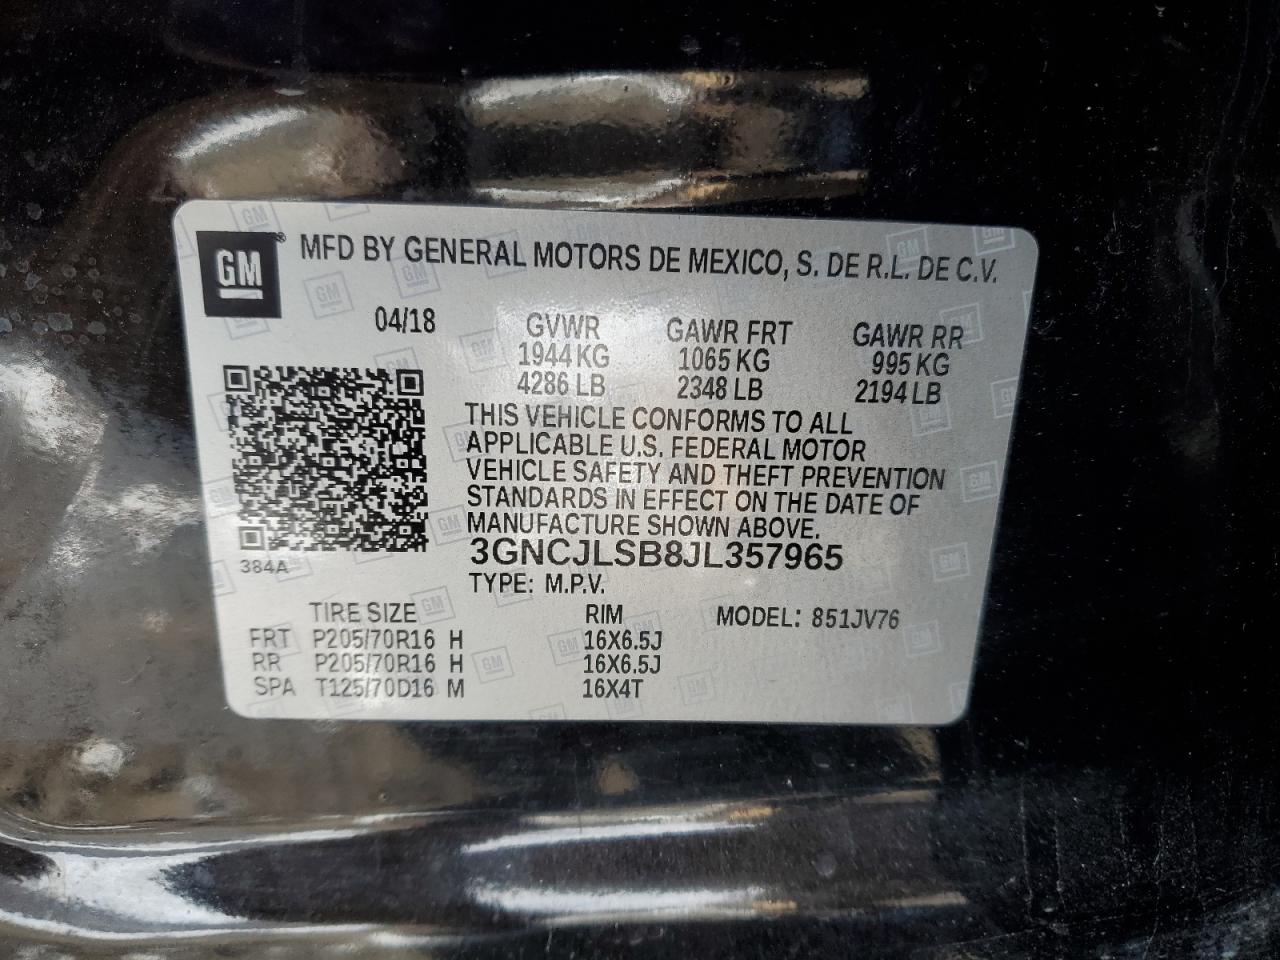 GM® MFD BY GENERAL MOTORS DE MEXICO, S. DE R.L. DE C.V.
04/18 GVWR GAWR FRT GAWR RR
1944 KG 1065 KG 995 KG
4286 LB 2348 LB 2194 LB
THIS VEHICLE CONFORMS TO ALL
APPLICABLE U.S. FEDERAL MOTOR
VEHICLE SAFETY AND THEFT PREVENTION
STANDARDS IN EFFECT ON THE DATE OF
MANUFACTURE SHOWN ABOVE.
3GNCJLSB8JL357965
384A
TYPE: M.P.V.
TIRE SIZE RIM MODEL: 851JV76
FRT P205/70R16 H 16X6.5J
RR P205/70R16 H 16X6.5J
SPA T125/70D16 M 16X4T